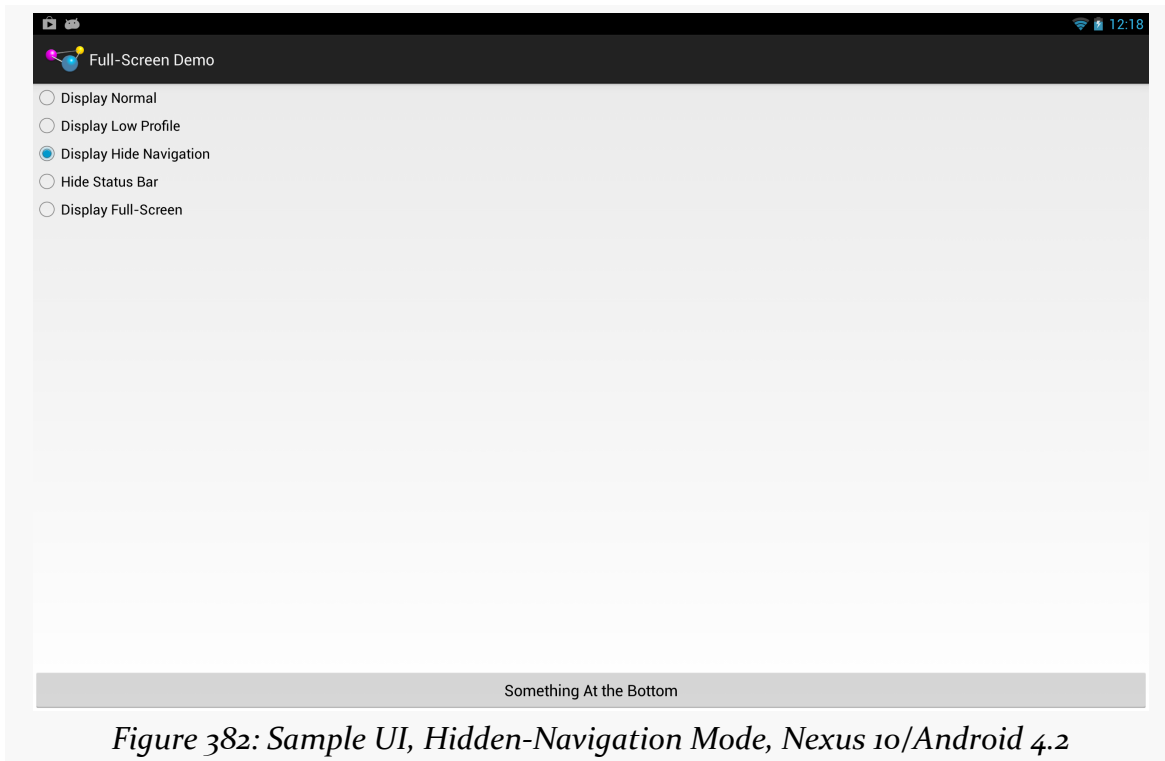 12:18
Full-Screen Demo
Display Normal
Display Low Profile
Display Hide Navigation
Hide Status Bar
Display Full-Screen
Something At the Bottom
Figure 382: Sample UI, Hidden-Navigation Mode, Nexus 10/Android 4.2